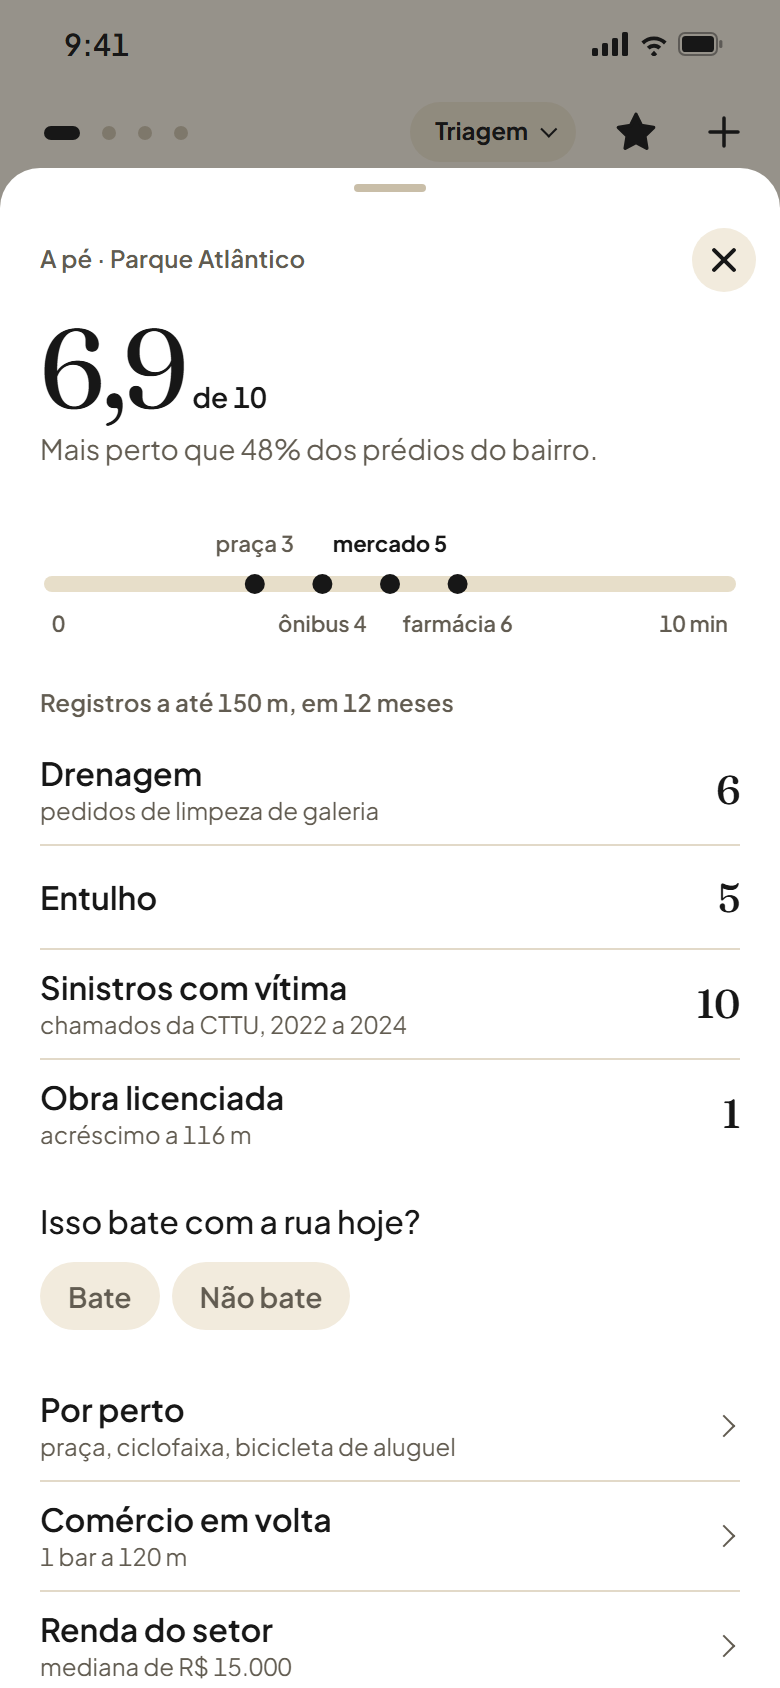 9:41
Triagem
A pé · Parque Atlântico
6,9 de 10
Mais perto que 48% dos prédios do bairro.
praça 3 mercado 5
0 ônibus 4 farmácia 6 10 min
Registros a até 150 m, em 12 meses
Drenagem
pedidos de limpeza de galeria
6
Entulho
5
Sinistros com vítima
chamados da CTTU, 2022 a 2024
10
Obra licenciada
acréscimo a 116 m
1
Isso bate com a rua hoje?
Bate Não bate
Por perto
praça, ciclofaixa, bicicleta de aluguel
Comércio em volta
1 bar a 120 m
Renda do setor
mediana de R$ 15.000